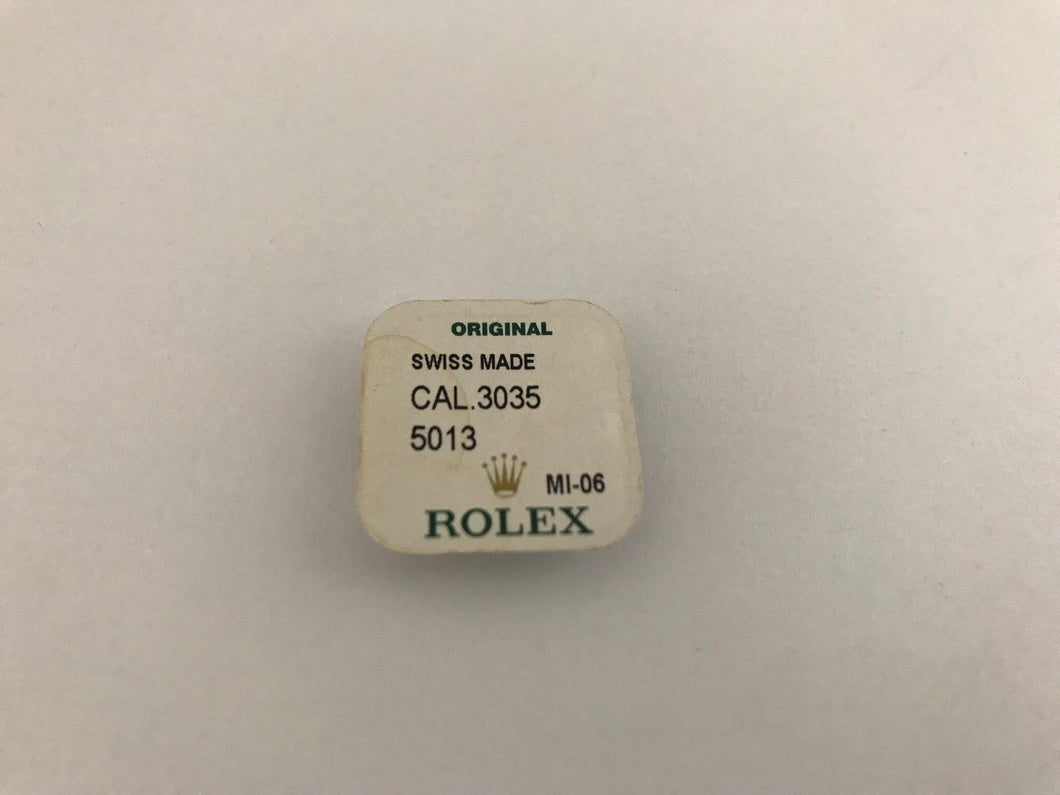 ORIGINAL
SWISS MADE
CAL.3035
5013
MI-06
ROLEX